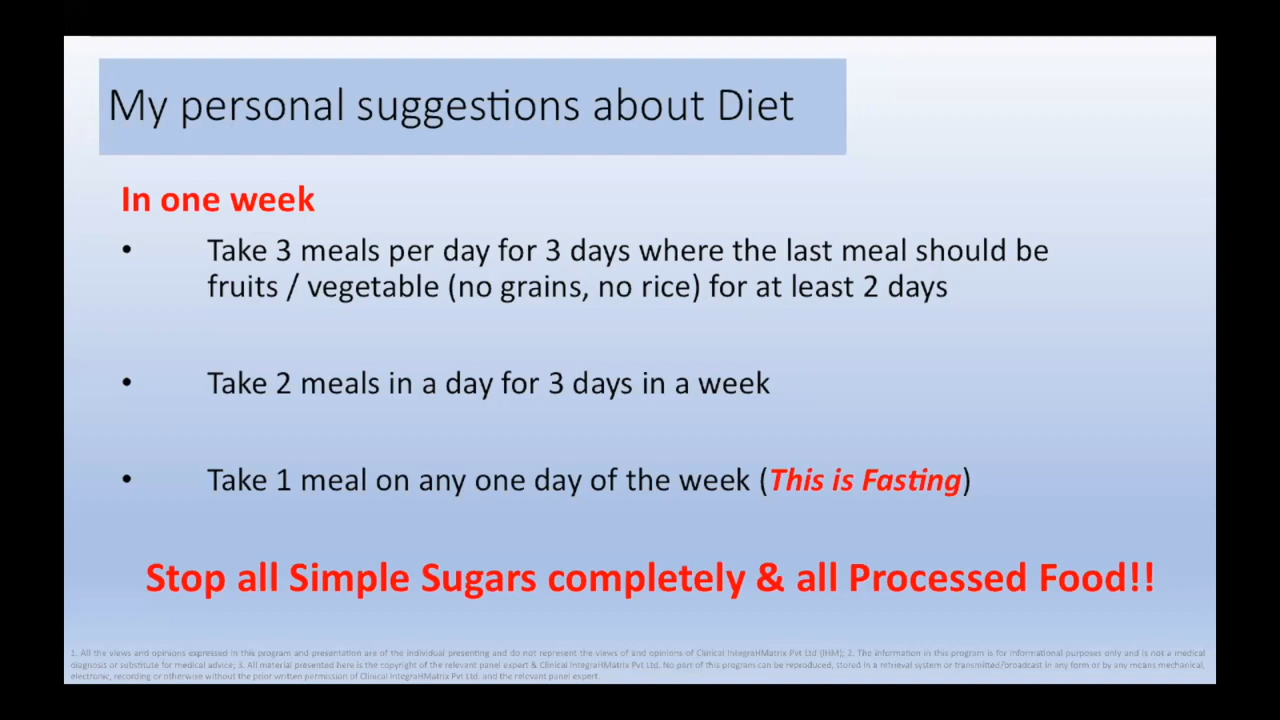 My personal suggestions about Diet
In one week
• Take 3 meals per day for 3 days where the last meal should be
fruits / vegetable (no grains, no rice) for at least 2 days
• Take 2 meals in a day for 3 days in a week
• Take 1 meal on any one day of the week (This is Fasting)
Stop all Simple Sugars completely & all Processed Food!!
1. All the views and opinions expressed in this program and presentation are of the individual presenting and do not represent the views of and opinions of Clinical IntegraHMatrix Pvt Ltd (IHM); 2. The information in this program is for informational purposes only and is not a medical
diagnosis or substitute for medical advice; 3. All material presented here is the copyright of the relevant panel expert & Clinical IntegraHMatrix Pvt Ltd. No part of this program can be reproduced, stored in a retrieval system or transmitted/broadcast in any form or by any means mechanical,
electronic, recording or otherwise without the prior written permission of Clinical IntegraHMatrix Pvt Ltd. and the relevant panel expert.